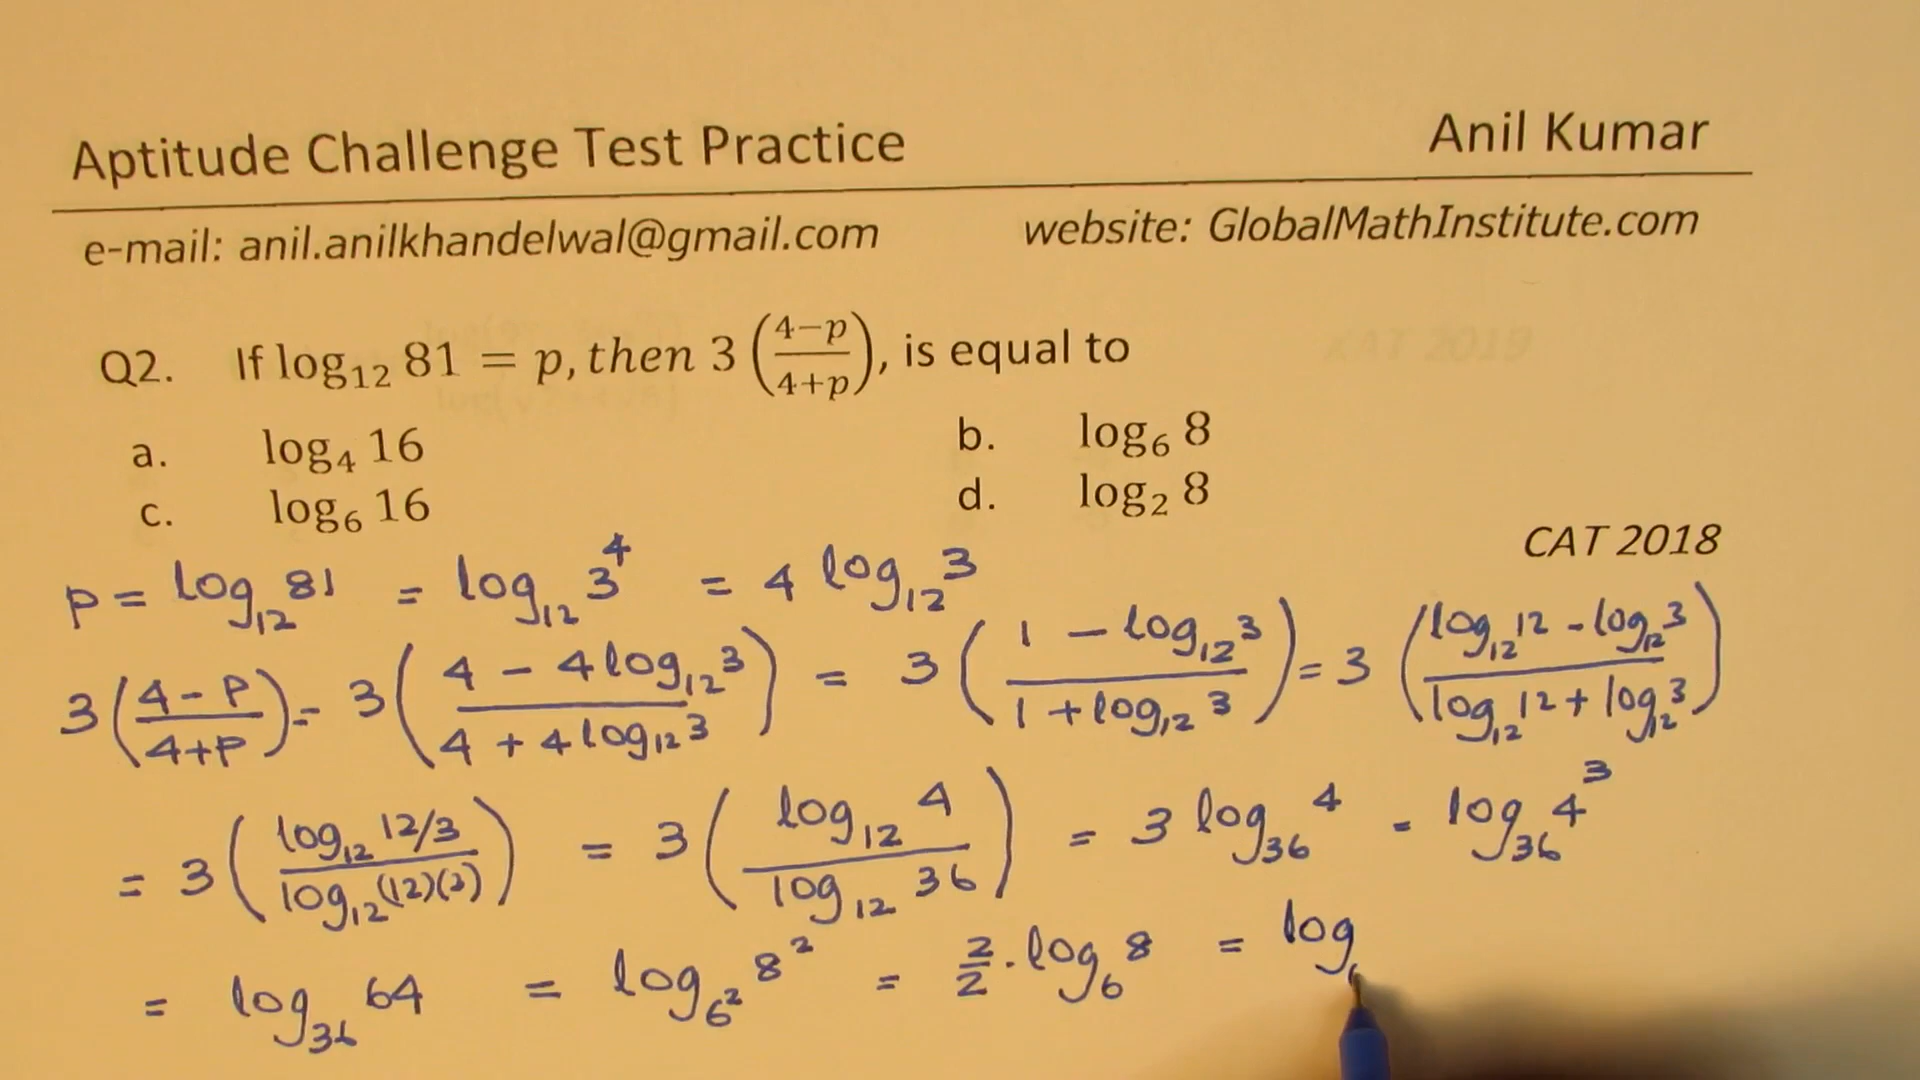 Aptitude Challenge Test Practice Anil Kumar
e-mail: anil.anilkhandelwal@gmail.com website: GlobalMathInstitute.com
Q2. If log₁₂ 81 = p, then 3 ((4−p)/(4+p)), is equal to
a. log₄ 16 b. log₆ 8
c. log₆ 16 d. log₂ 8
CAT 2018
p = log₁₂ 81 = log₁₂ 3⁴ = 4 log₁₂ 3
3((4 - p)/(4+p)) = 3((4 - 4log₁₂ 3)/(4 + 4log₁₂ 3)) = 3((1 - log₁₂ 3)/(1 + log₁₂ 3)) = 3((log₁₂ 12 - log₁₂ 3)/(log₁₂ 12 + log₁₂ 3))
= 3((log₁₂ 12/3)/(log₁₂ (12)(3))) = 3((log₁₂ 4)/(log₁₂ 36)) = 3 log₃₆ 4 = log₃₆ 4³
= log₃₆ 64 = log_6² 8² = 2/2 · log₆ 8 = log